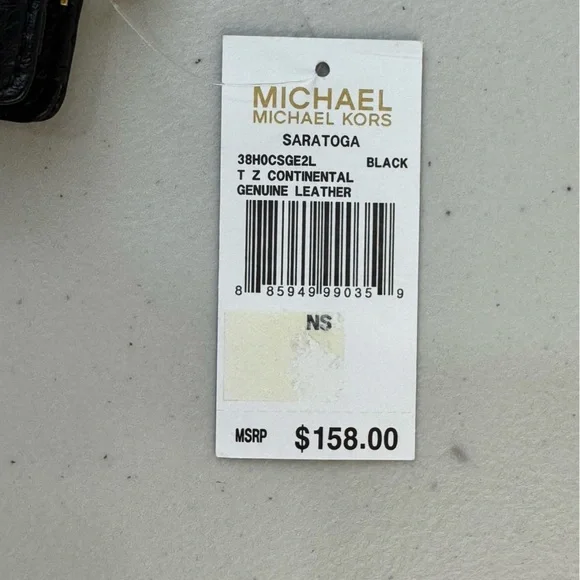 MICHAEL
MICHAEL KORS
SARATOGA
38H0CSGE2L BLACK
T Z CONTINENTAL
GENUINE LEATHER
8 85949 99035 9
NS
MSRP $158.00